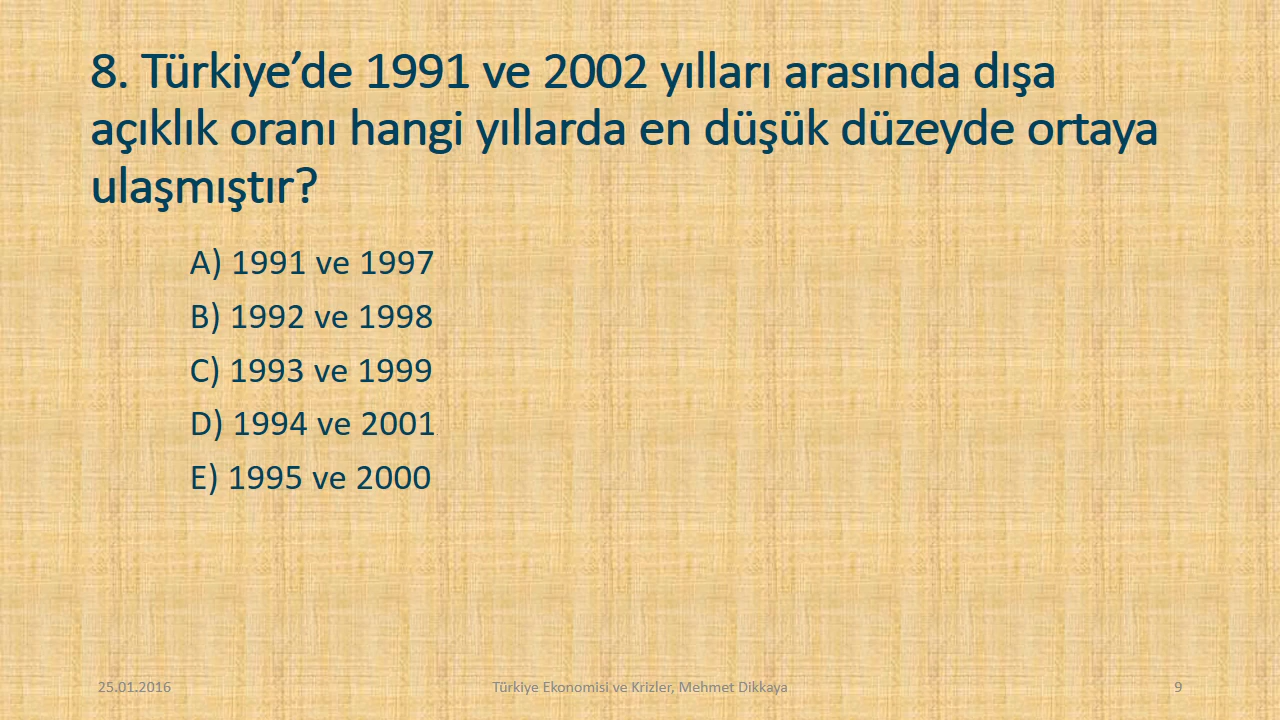 8. Türkiye’de 1991 ve 2002 yılları arasında dışa
açıklık oranı hangi yıllarda en düşük düzeyde ortaya
ulaşmıştır?
A) 1991 ve 1997
B) 1992 ve 1998
C) 1993 ve 1999
D) 1994 ve 2001
E) 1995 ve 2000
25.01.2016
Türkiye Ekonomisi ve Krizler, Mehmet Dikkaya
9